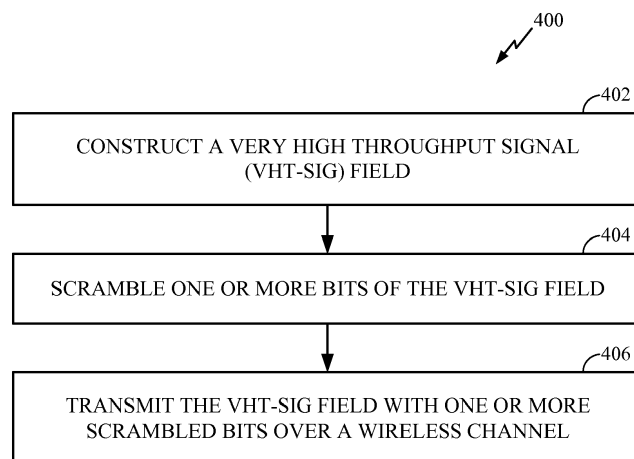 400
402
CONSTRUCT A VERY HIGH THROUGHPUT SIGNAL
(VHT-SIG) FIELD
404
SCRAMBLE ONE OR MORE BITS OF THE VHT-SIG FIELD
406
TRANSMIT THE VHT-SIG FIELD WITH ONE OR MORE
SCRAMBLED BITS OVER A WIRELESS CHANNEL